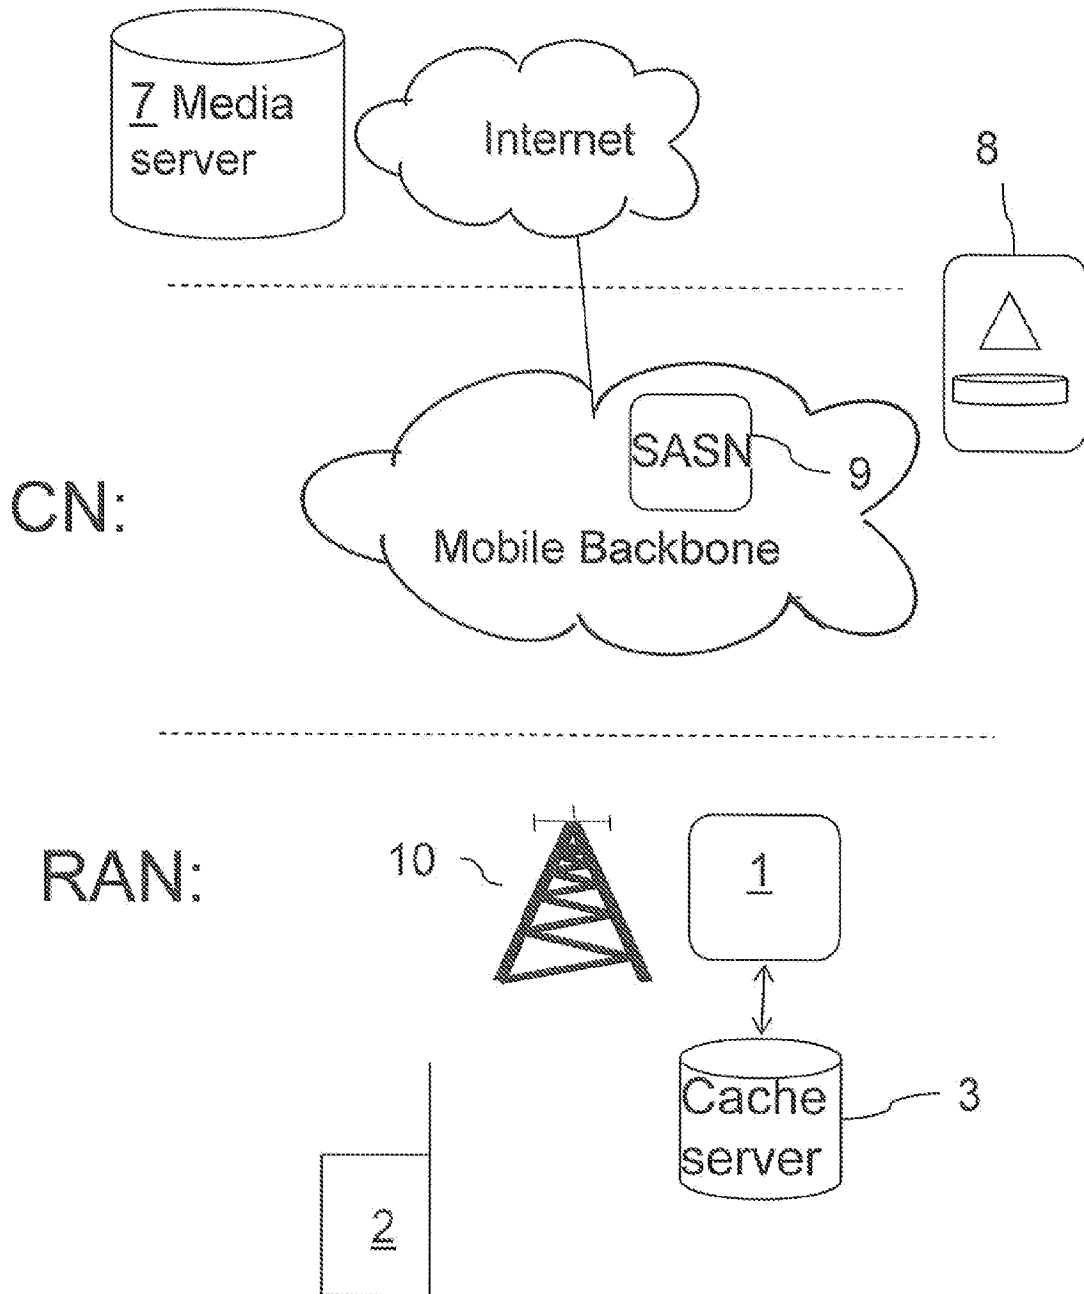 7 Media
server
Internet
8
SASN
9
CN:
Mobile Backbone
RAN:
10
1
Cache
server
3
2